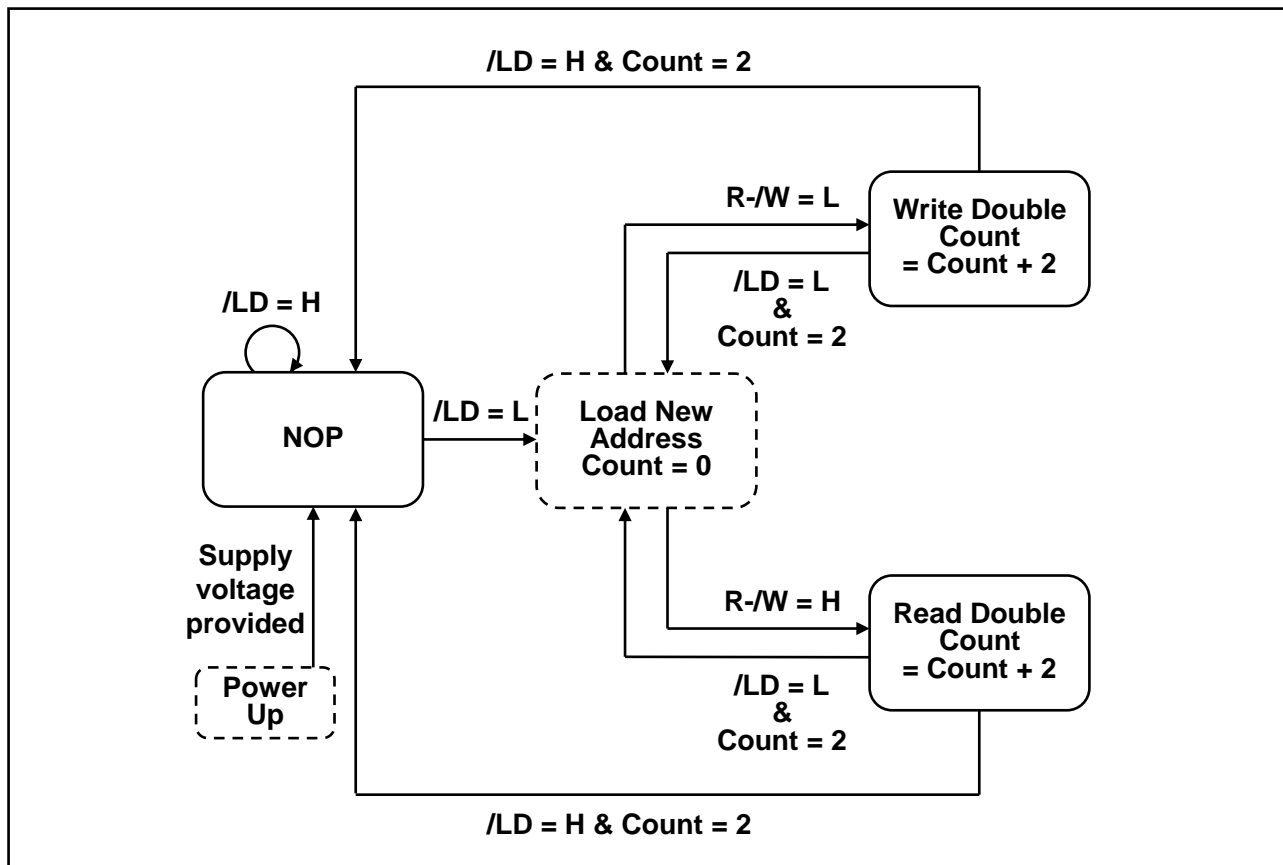 /LD = H & Count = 2
R-/W = L
Write Double
Count
= Count + 2
/LD = L
&
Count = 2
/LD = H
NOP
/LD = L
Load New
Address
Count = 0
Supply
voltage
provided
Power
Up
R-/W = H
Read Double
Count
= Count + 2
/LD = L
&
Count = 2
/LD = H & Count = 2